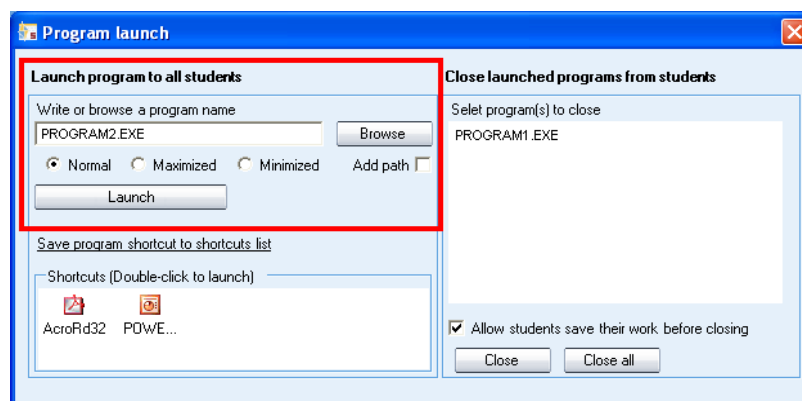 Program launch
Launch program to all students
Write or browse a program name
PROGRAM2.EXE
Browse
Normal Maximized Minimized Add path
Launch
Save program shortcut to shortcuts list
Shortcuts (Double-click to launch)
AcroRd32 POWE...
Close launched programs from students
Selet program(s) to close
PROGRAM1.EXE
Allow students save their work before closing
Close Close all